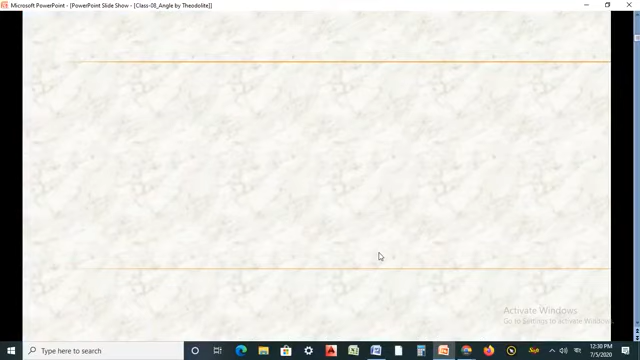 Microsoft PowerPoint - [PowerPoint Slide Show - [Class-08_Angle by Theodolite]]
Activate Windows
Go to Settings to activate Windows.
Type here to search
12:30 PM
7/5/2020